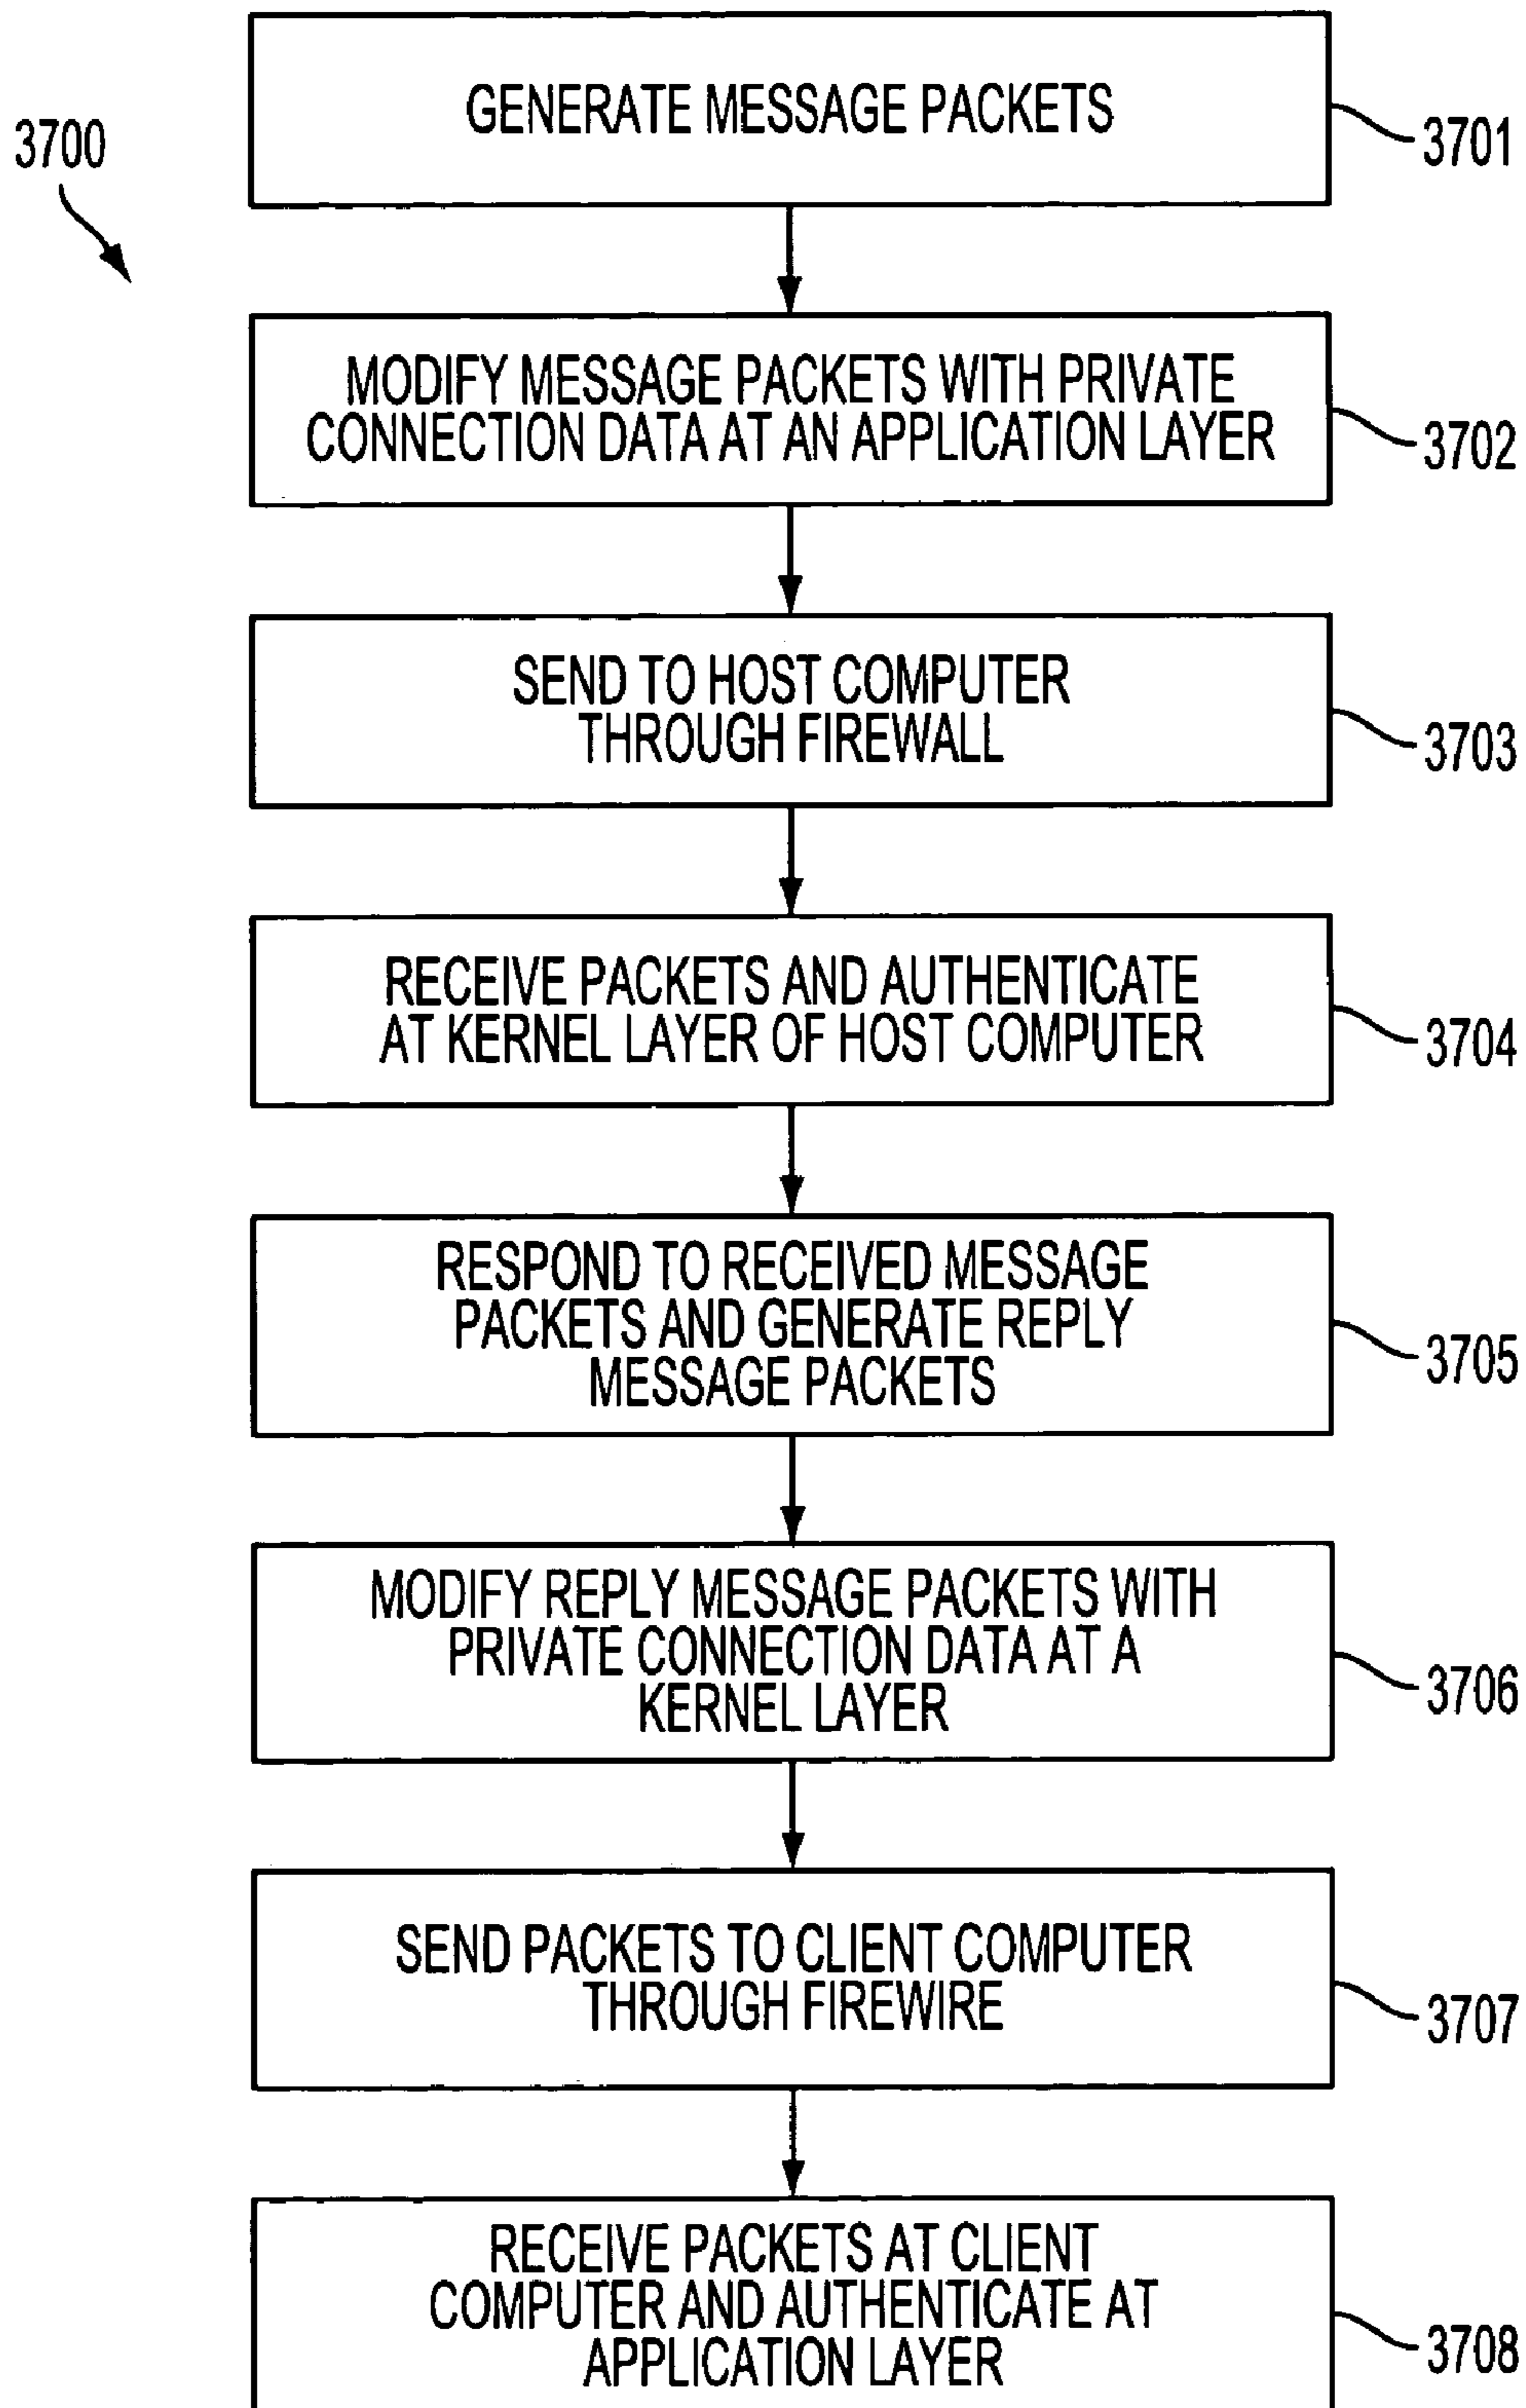 3700
GENERATE MESSAGE PACKETS
3701
MODIFY MESSAGE PACKETS WITH PRIVATE
CONNECTION DATA AT AN APPLICATION LAYER
3702
SEND TO HOST COMPUTER
THROUGH FIREWALL
3703
RECEIVE PACKETS AND AUTHENTICATE
AT KERNEL LAYER OF HOST COMPUTER
3704
RESPOND TO RECEIVED MESSAGE
PACKETS AND GENERATE REPLY
MESSAGE PACKETS
3705
MODIFY REPLY MESSAGE PACKETS WITH
PRIVATE CONNECTION DATA AT A
KERNEL LAYER
3706
SEND PACKETS TO CLIENT COMPUTER
THROUGH FIREWIRE
3707
RECEIVE PACKETS AT CLIENT
COMPUTER AND AUTHENTICATE AT
APPLICATION LAYER
3708